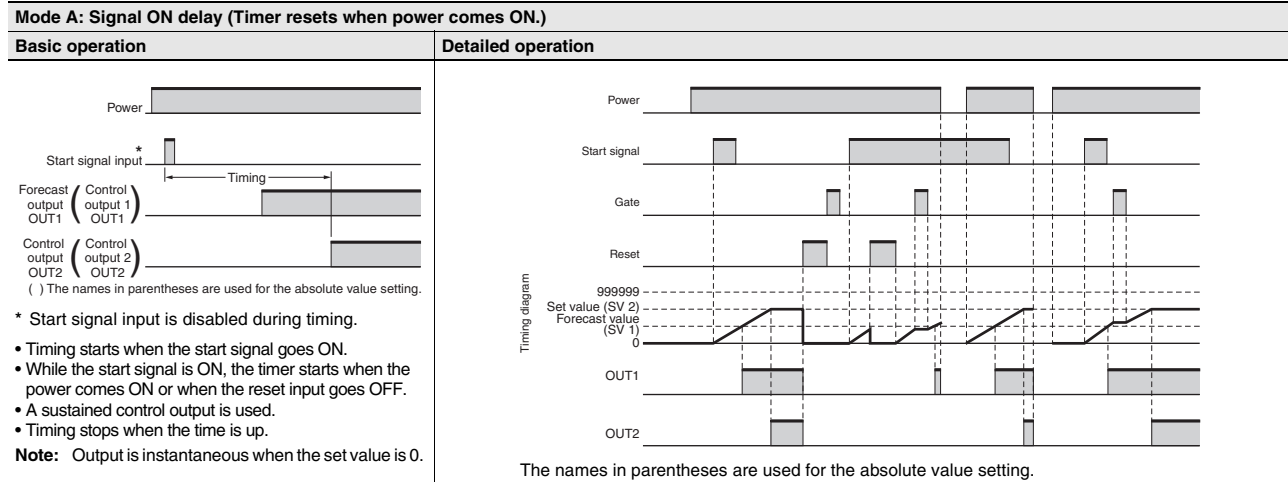 Mode A: Signal ON delay (Timer resets when power comes ON.)
Basic operation
Detailed operation
Power
*
Start signal input
Timing
Forecast output OUT1 ( Control output 1 OUT1 )
Control output OUT2 ( Control output 2 OUT2 )
( ) The names in parentheses are used for the absolute value setting.
* Start signal input is disabled during timing.
• Timing starts when the start signal goes ON.
• While the start signal is ON, the timer starts when the
power comes ON or when the reset input goes OFF.
• A sustained control output is used.
• Timing stops when the time is up.
Note: Output is instantaneous when the set value is 0.
Power
Start signal
Gate
Reset
Timing diagram
999999
Set value (SV 2)
Forecast value
(SV 1)
0
OUT1
OUT2
The names in parentheses are used for the absolute value setting.